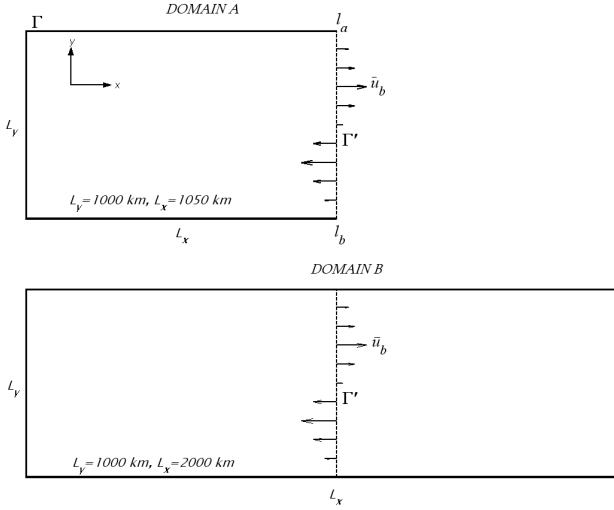 DOMAIN A
Γ
l_a
y
x
ū_b
L_y
Γ′
L_y=1000 km, L_x=1050 km
L_x
l_b
DOMAIN B
ū_b
L_y
Γ′
L_y=1000 km, L_x=2000 km
L_x